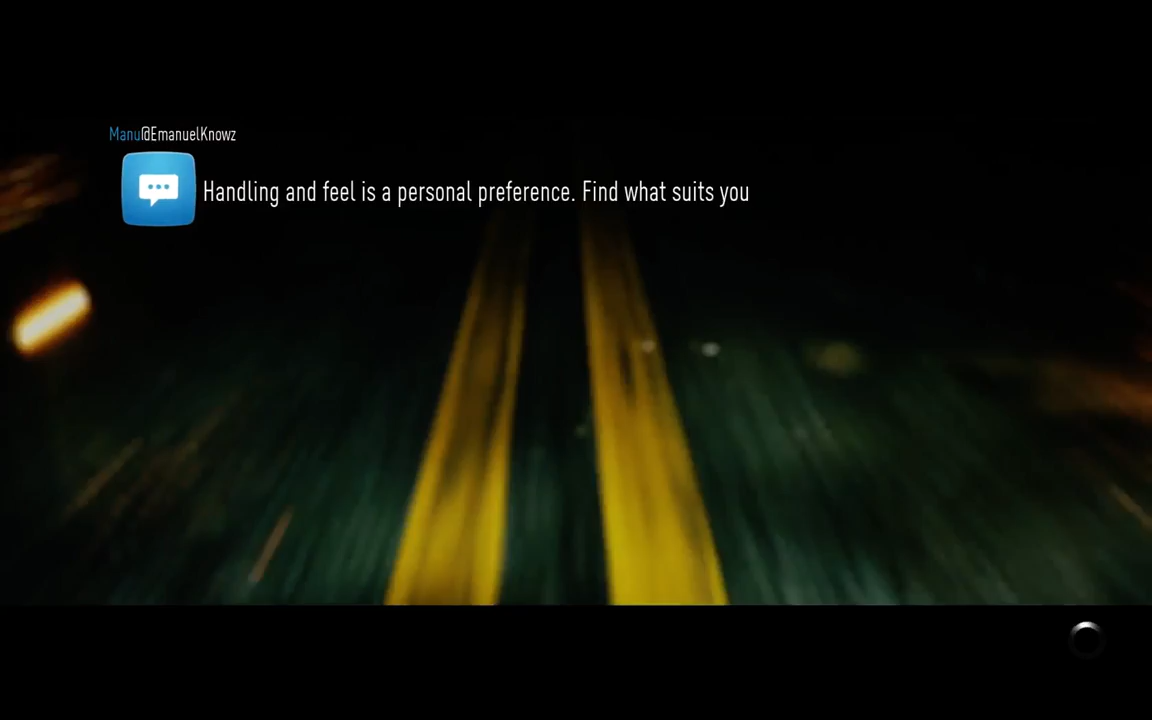 Manu@EmanuelKnowz
Handling and feel is a personal preference. Find what suits you